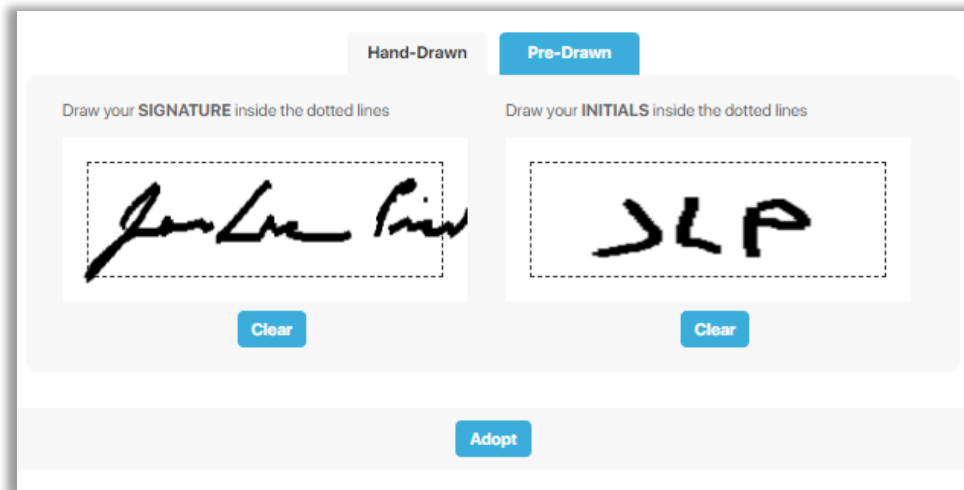 Hand-Drawn Pre-Drawn
Draw your SIGNATURE inside the dotted lines
Draw your INITIALS inside the dotted lines
JLP
Clear
Clear
Adopt